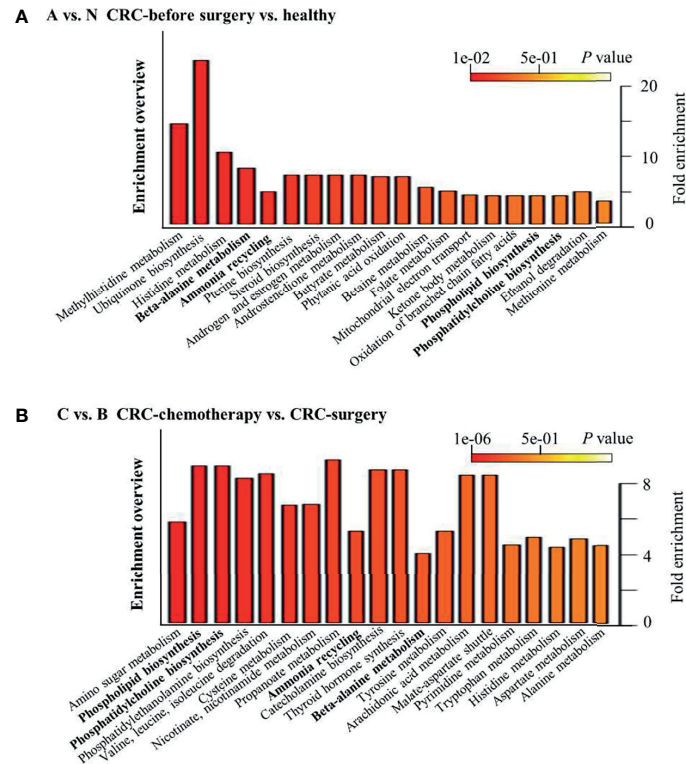 A A vs. N CRC-before surgery vs. healthy
1e-02 5e-01 P value
Enrichment overview
20
10
0
Fold enrichment
Methylhistidine metabolism
Ubiquinone biosynthesis
Histidine metabolism
Beta-alanine metabolism
Ammonia recycling
Pterine biosynthesis
Steroid biosynthesis
Androgen and esrogen metabolism
Androstenedione metabolism
Butyrate metabolism
Phytanic acid oxidation
Betaine metabolism
Folate metabolism
Mitochondrial electron transport
Ketone body metabolism
Oxidation of branched chain fatty acids
Phospholipid biosynthesis
Phosphatidylcholine biosynthesis
Ethanol degradation
Methionine metabolism
B C vs. B CRC-chemotherapy vs. CRC-surgery
1e-06 5e-01 P value
Enrichment overview
8
4
0
Fold enrichment
Amino sugar metabolism
Phospholipid biosynthesis
Phosphatidylcholine biosynthesis
Phosphatidylethanolamine biosynthesis
Valine, leucine, isoleucine degradation
Cysteine metabolism
Nicotinate, nicotinamide metabolism
Propanoate metabolism
Ammonia recycling
Catecholamine biosynthesis
Thyroid hormone synthesis
Beta-alanine metabolism
Tyrosine metabolism
Arachidonic acid metabolism
Malate-aspartate shuttle
Pyrimidine metabolism
Tryptophan metabolism
Histidine metabolism
Aspartate metabolism
Alanine metabolism